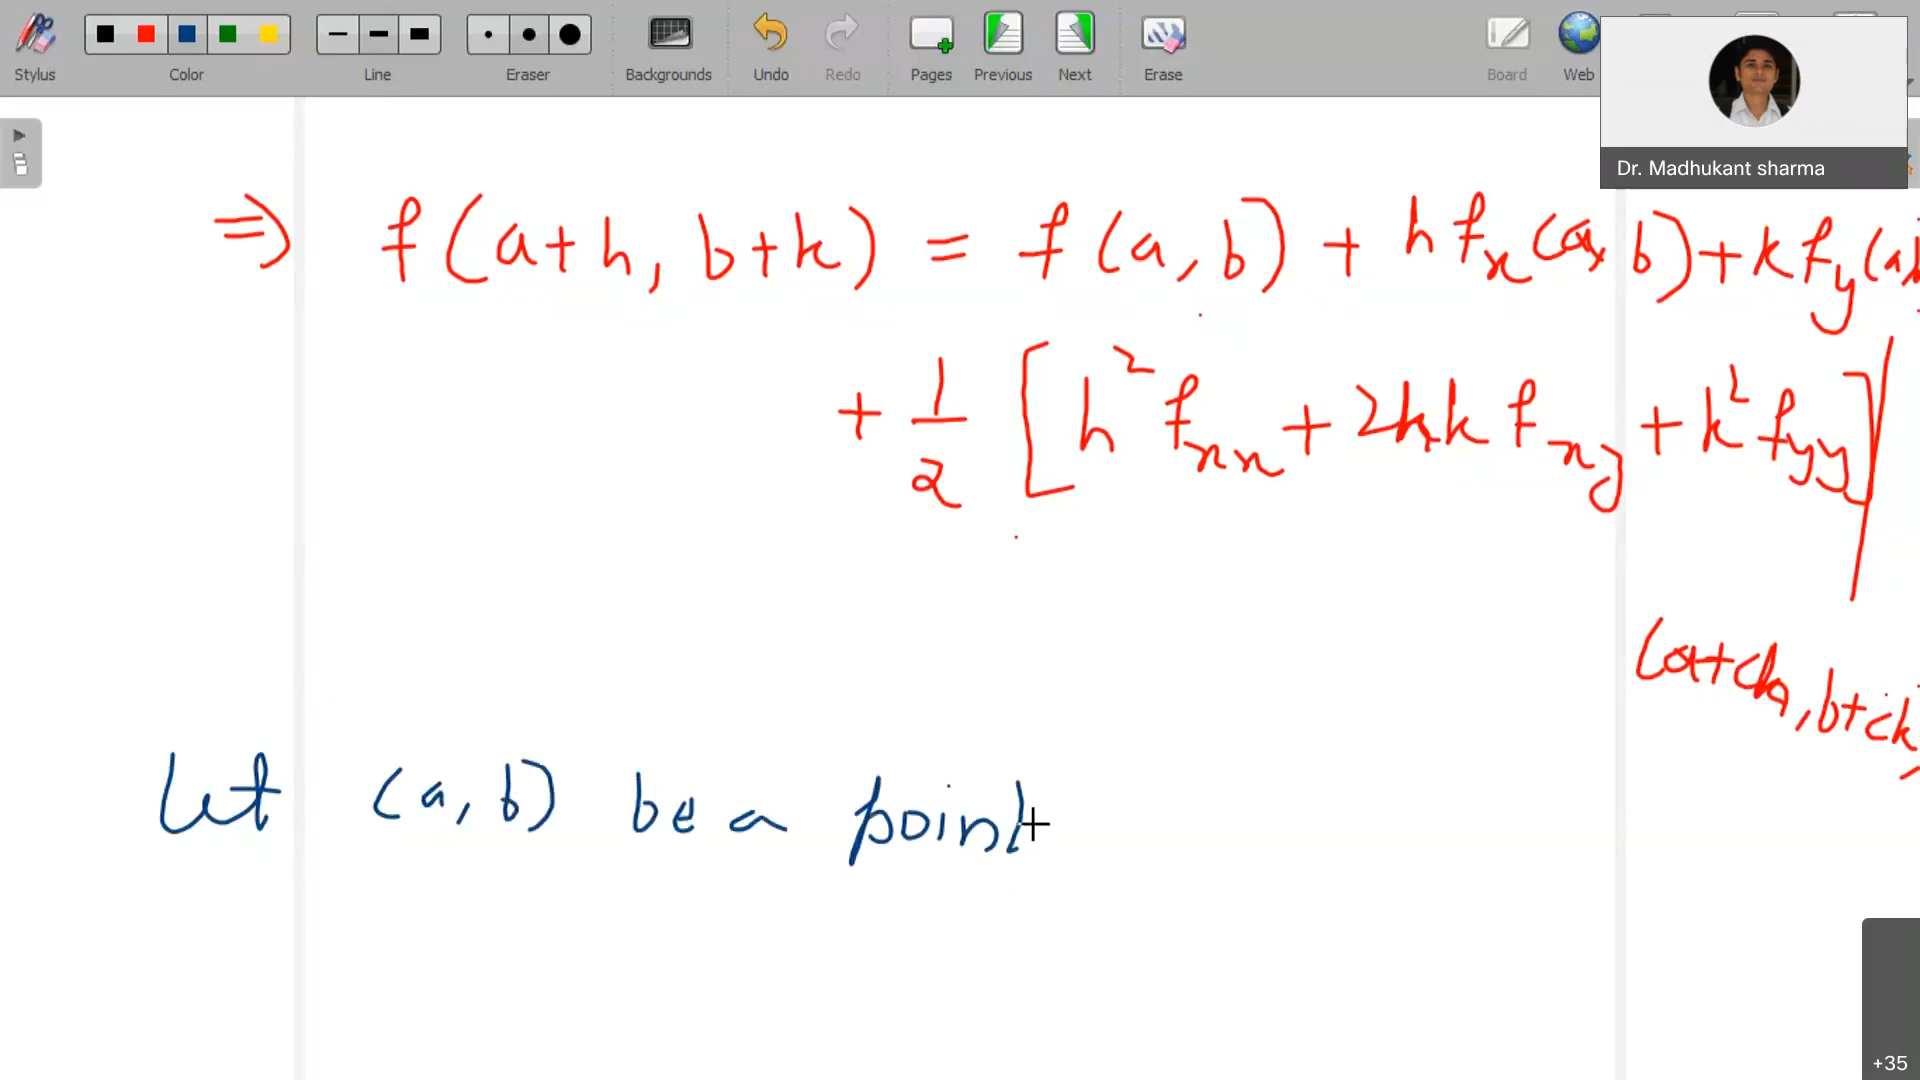 Stylus Color Line Eraser Backgrounds Undo Redo Pages Previous Next Erase Board Web
Dr. Madhukant sharma
⇒ f(a+h, b+k) = f(a, b) + h fx(a, b) + k fy(a,b
+ 1/2 [h² fxx + 2hk fxy + k² fyy]|
(a+ch, b+ck)
Let (a, b) be a point
+35